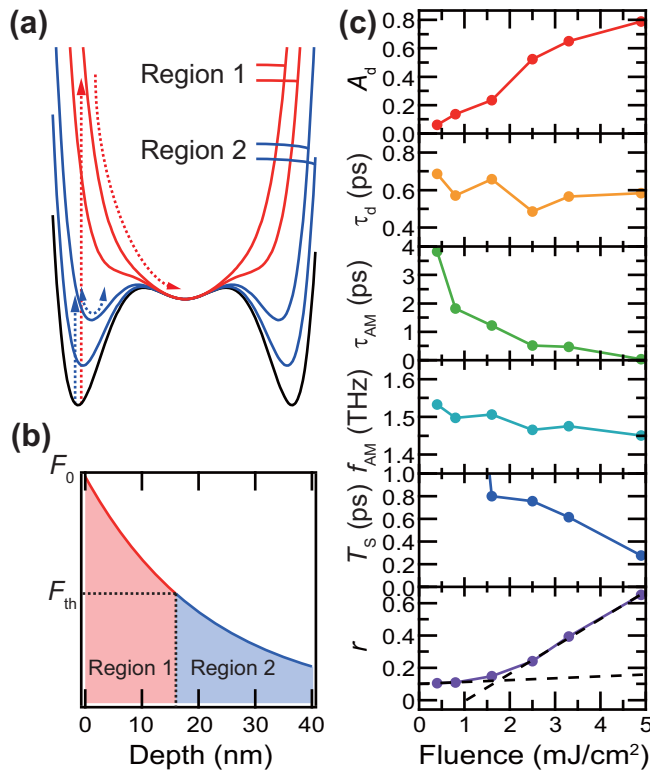 (a)
Region 1
Region 2
(b)
F0
Fth
Region 1
Region 2
0
10
20
30
40
Depth (nm)
(c)
Ad
0.8
0.6
0.4
0.2
0.0
τd (ps)
0.8
0.6
0.4
τAM (ps)
4
3
2
1
0
fAM (THz)
1.6
1.5
1.4
TS (ps)
1.0
0.8
0.6
0.4
0.2
0.0
r
0.6
0.4
0.2
0
0
1
2
3
4
5
Fluence (mJ/cm²)